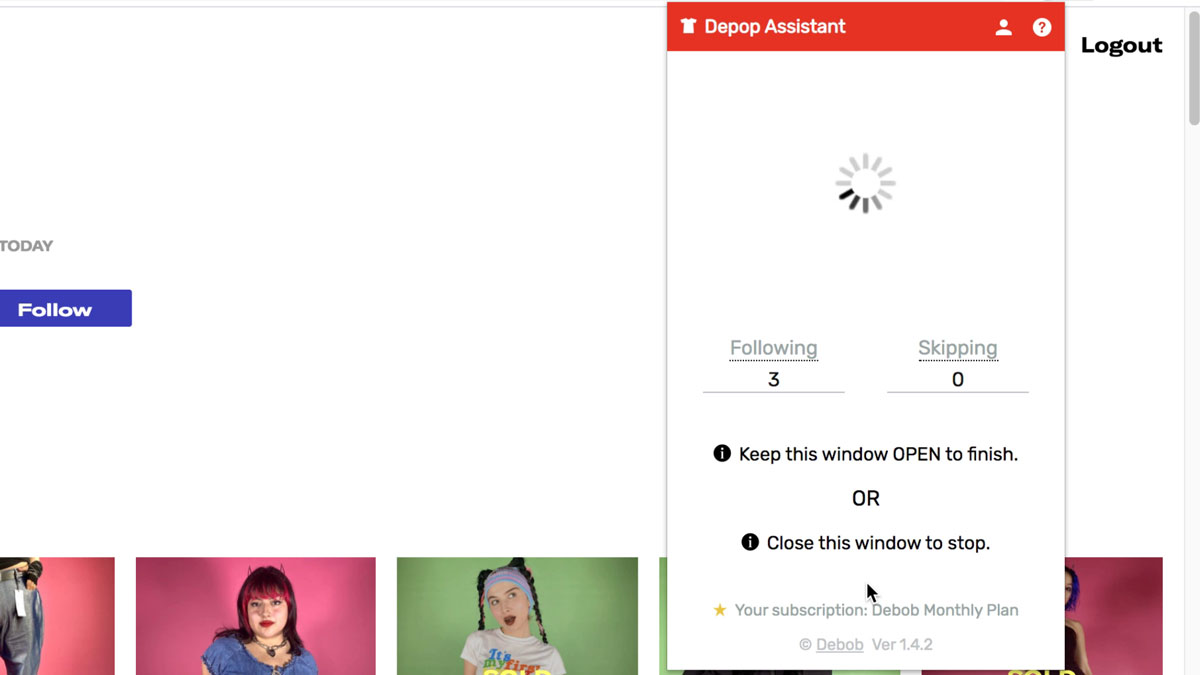 Depop Assistant
?
Logout
TODAY
Follow
Following
Skipping
3
0
Keep this window OPEN to finish.
OR
Close this window to stop.
Your subscription: Debob Monthly Plan
© Debob Ver 1.4.2
It's
my first
SOLD
SOLD